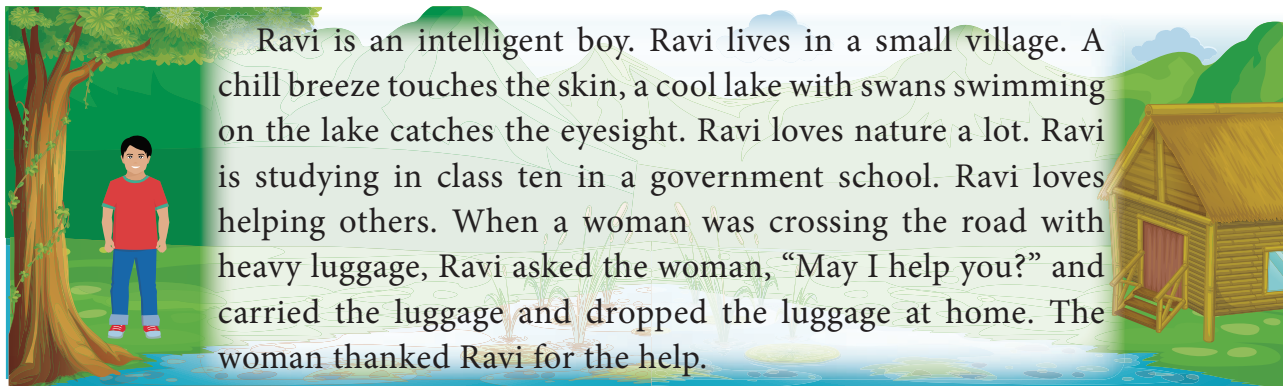 Ravi is an intelligent boy. Ravi lives in a small village. A
chill breeze touches the skin, a cool lake with swans swimming
on the lake catches the eyesight. Ravi loves nature a lot. Ravi
is studying in class ten in a government school. Ravi loves
helping others. When a woman was crossing the road with
heavy luggage, Ravi asked the woman, “May I help you?” and
carried the luggage and dropped the luggage at home. The
woman thanked Ravi for the help.